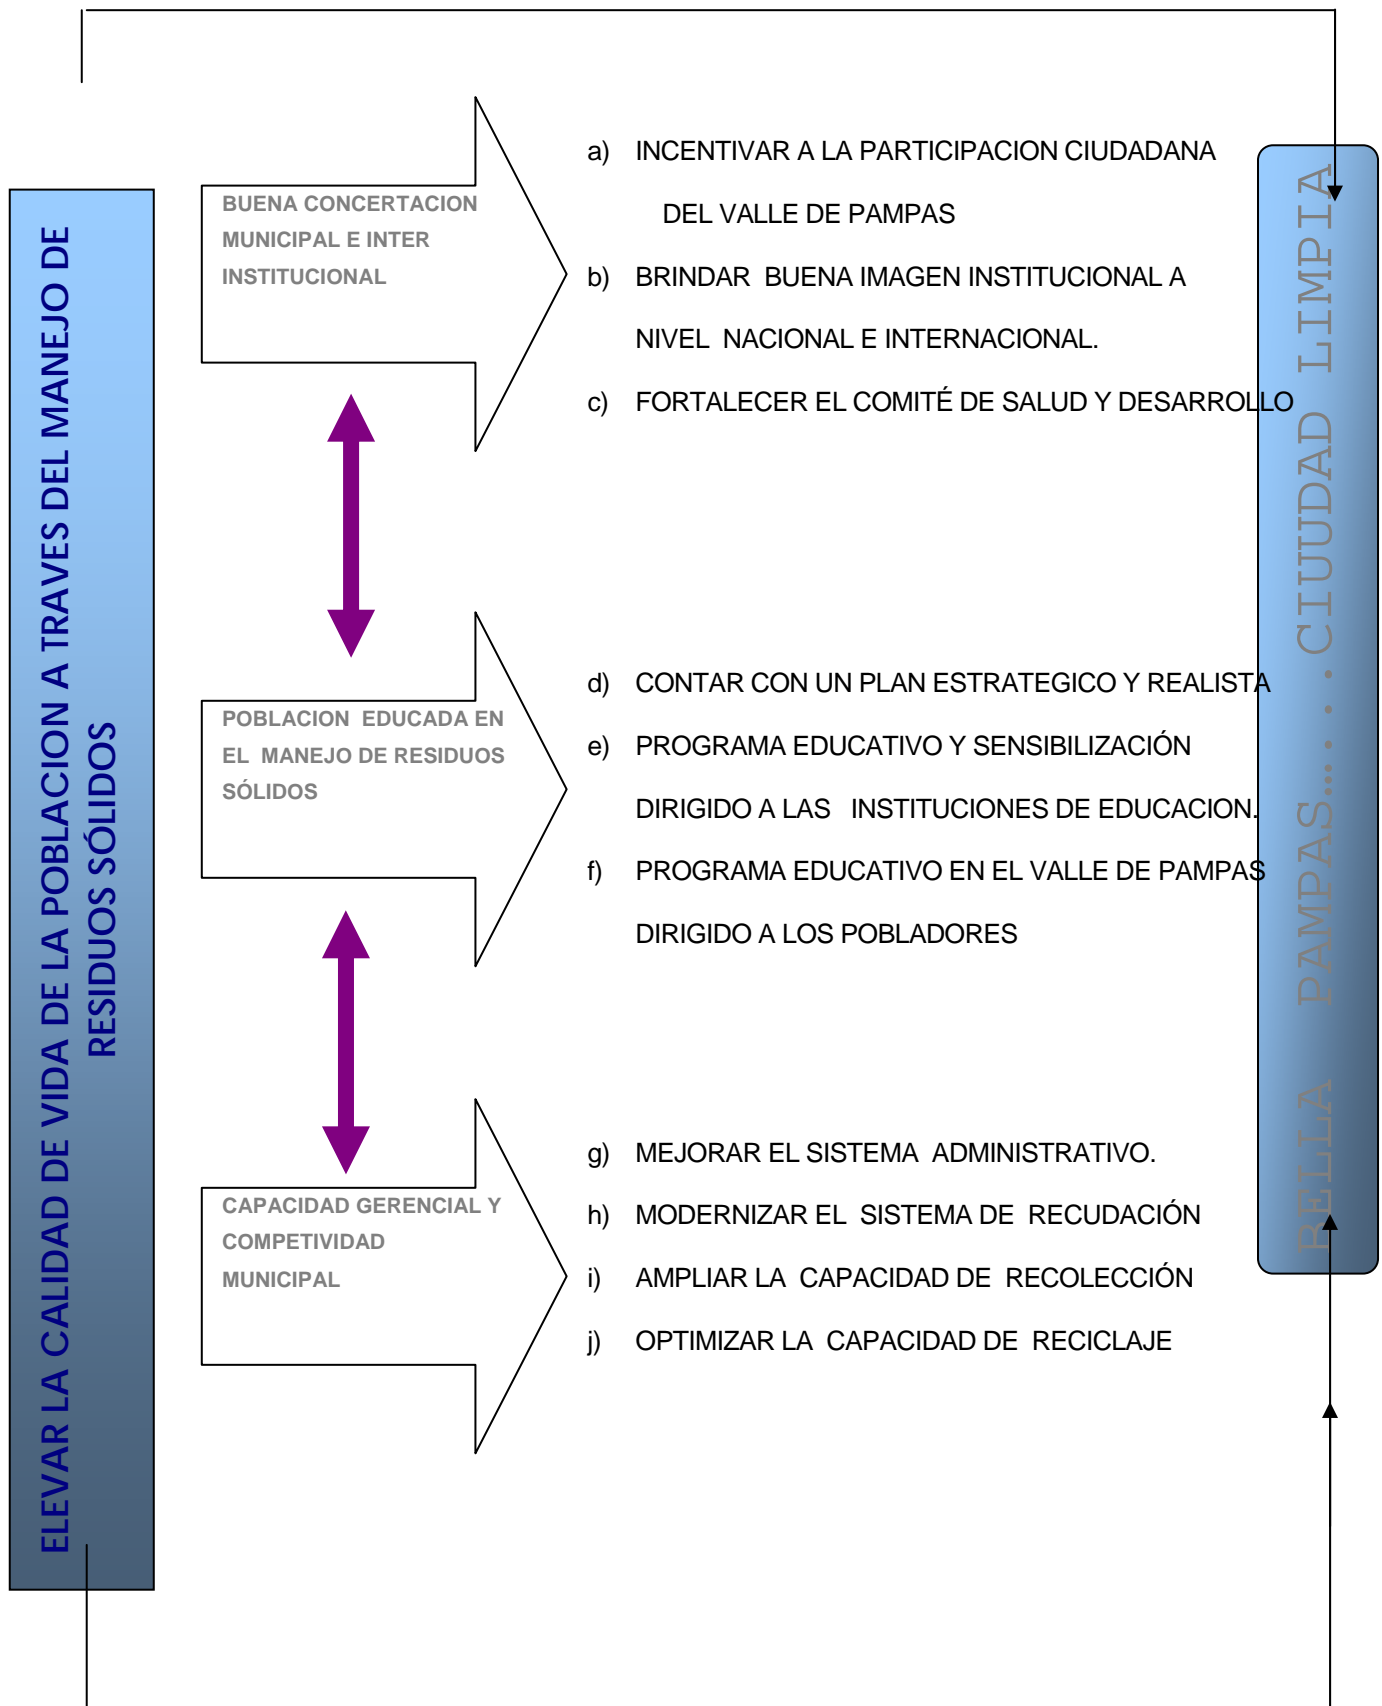 ELEVAR LA CALIDAD DE VIDA DE LA POBLACION A TRAVES DEL MANEJO DE
RESIDUOS SÓLIDOS
BUENA CONCERTACION
MUNICIPAL E INTER
INSTITUCIONAL
a) INCENTIVAR A LA PARTICIPACION CIUDADANA
DEL VALLE DE PAMPAS
b) BRINDAR BUENA IMAGEN INSTITUCIONAL A
NIVEL NACIONAL E INTERNACIONAL.
c) FORTALECER EL COMITÉ DE SALUD Y DESARROLLO
POBLACION EDUCADA EN
EL MANEJO DE RESIDUOS
SÓLIDOS
d) CONTAR CON UN PLAN ESTRATEGICO Y REALISTA
e) PROGRAMA EDUCATIVO Y SENSIBILIZACIÓN
DIRIGIDO A LAS INSTITUCIONES DE EDUCACION.
f) PROGRAMA EDUCATIVO EN EL VALLE DE PAMPAS
DIRIGIDO A LOS POBLADORES
CAPACIDAD GERENCIAL Y
COMPETIVIDAD
MUNICIPAL
g) MEJORAR EL SISTEMA ADMINISTRATIVO.
h) MODERNIZAR EL SISTEMA DE RECUDACIÓN
i) AMPLIAR LA CAPACIDAD DE RECOLECCIÓN
j) OPTIMIZAR LA CAPACIDAD DE RECICLAJE
BELLA PAMPAS…...CIUUDAD LIMPIA